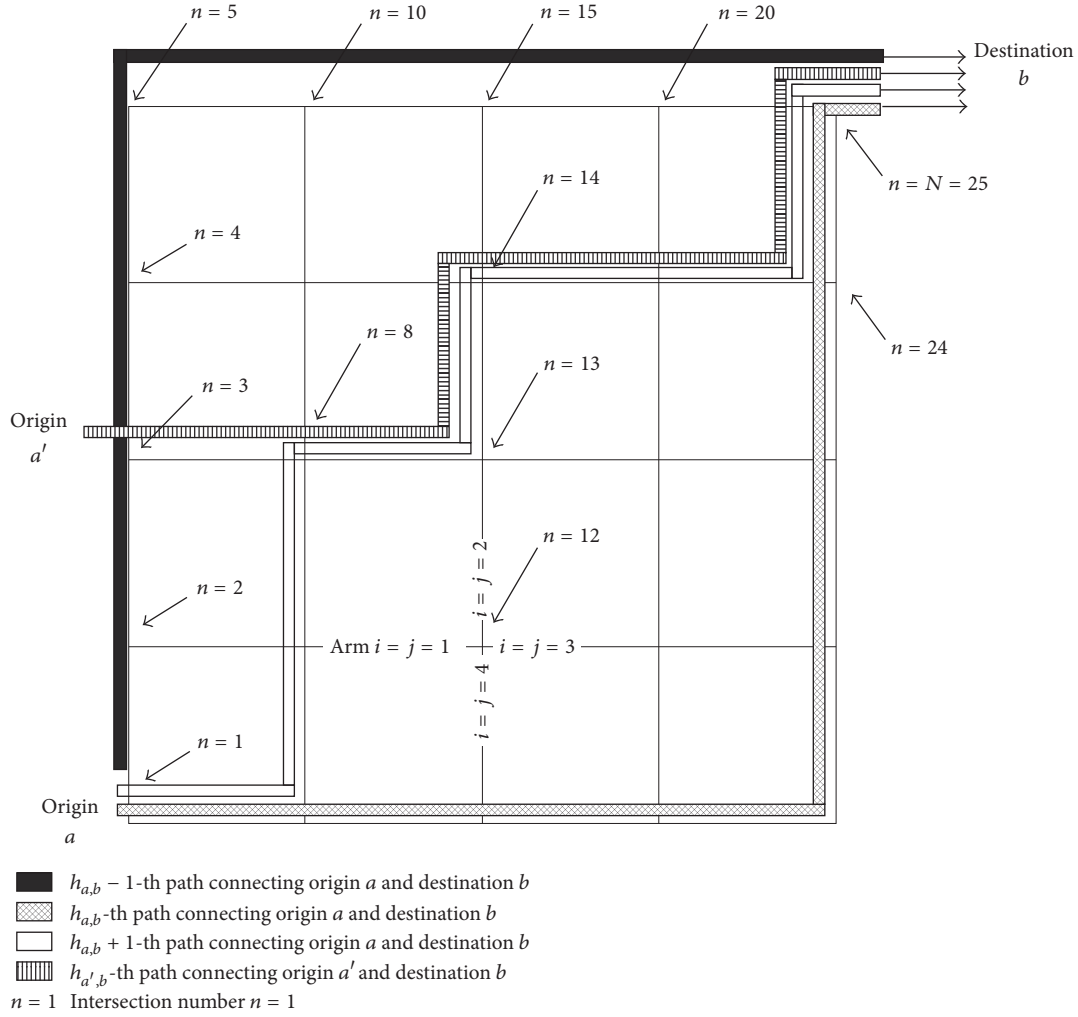 n = 5
n = 10
n = 15
n = 20
Destination
b
n = N = 25
n = 14
n = 4
n = 8
n = 24
n = 3
n = 13
Origin
a′
n = 12
i = j = 2
n = 2
Arm i = j = 1
i = j = 3
i = j = 4
n = 1
Origin
a
h_{a,b} − 1-th path connecting origin a and destination b
h_{a,b}-th path connecting origin a and destination b
h_{a,b} + 1-th path connecting origin a and destination b
h_{a′,b}-th path connecting origin a′ and destination b
n = 1 Intersection number n = 1